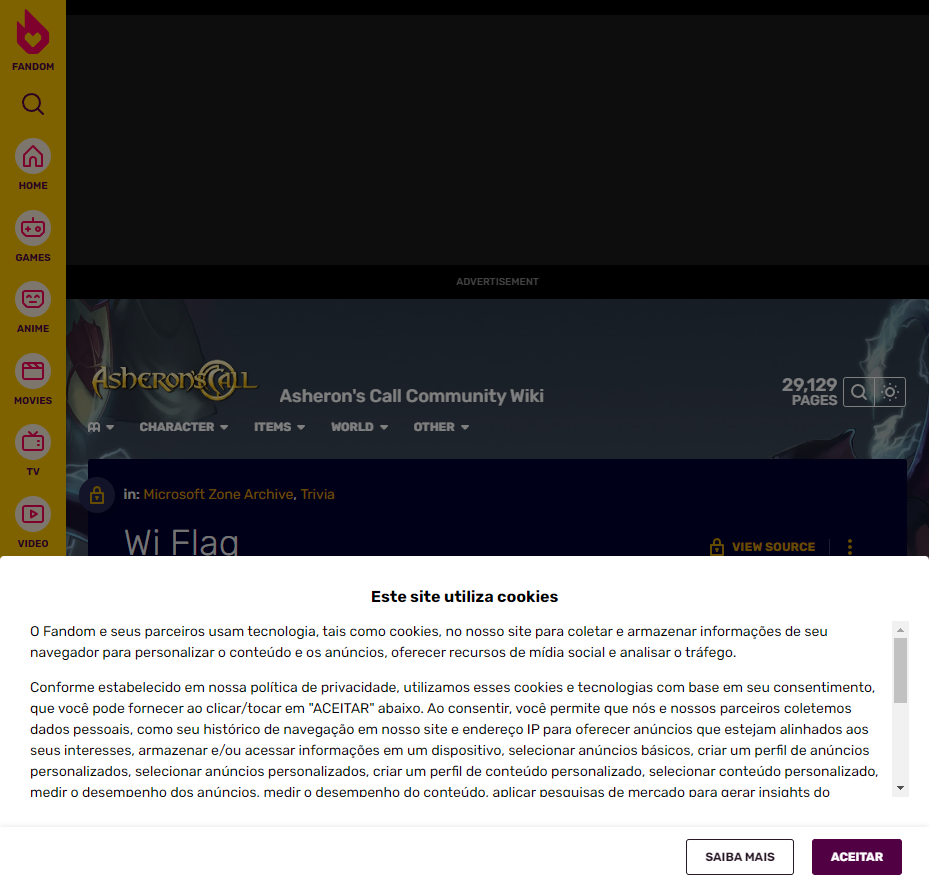 FANDOM
HOME
GAMES
ANIME
MOVIES
TV
VIDEO
ADVERTISEMENT
ASHERON'S CALL
Asheron's Call Community Wiki
29,129
PAGES
CHARACTER ITEMS WORLD OTHER
in: Microsoft Zone Archive, Trivia
Wi Flag
VIEW SOURCE
Este site utiliza cookies
O Fandom e seus parceiros usam tecnologia, tais como cookies, no nosso site para coletar e armazenar informações de seu
navegador para personalizar o conteúdo e os anúncios, oferecer recursos de mídia social e analisar o tráfego.
Conforme estabelecido em nossa política de privacidade, utilizamos esses cookies e tecnologias com base em seu consentimento,
que você pode fornecer ao clicar/tocar em "ACEITAR" abaixo. Ao consentir, você permite que nós e nossos parceiros coletemos
dados pessoais, como seu histórico de navegação em nosso site e endereço IP para oferecer anúncios que estejam alinhados aos
seus interesses, armazenar e/ou acessar informações em um dispositivo, selecionar anúncios básicos, criar um perfil de anúncios
personalizados, selecionar anúncios personalizados, criar um perfil de conteúdo personalizado, selecionar conteúdo personalizado,
medir o desempenho dos anúncios, medir o desempenho do conteúdo, aplicar pesquisas de mercado para gerar insights do
SAIBA MAIS
ACEITAR